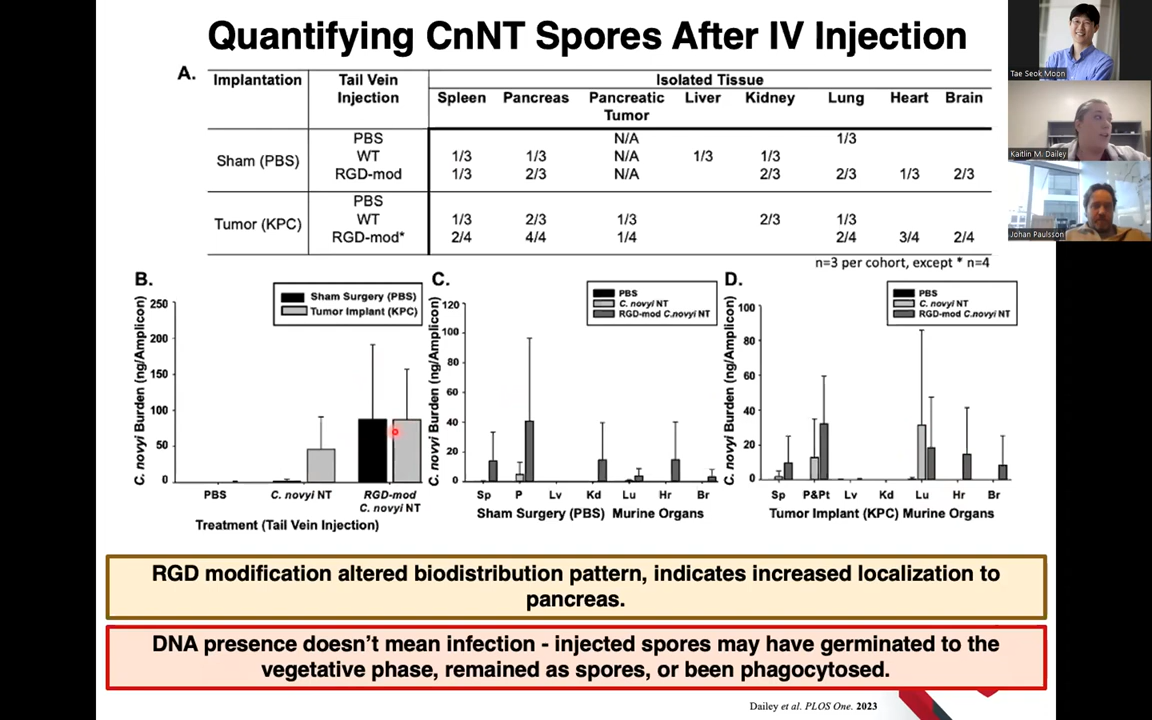 Quantifying CnNT Spores After IV Injection
A.
Implantation Tail Vein Injection Isolated Tissue
Spleen Pancreas Pancreatic Tumor Liver Kidney Lung Heart Brain
Sham (PBS)
PBS N/A 1/3
WT 1/3 1/3 N/A 1/3 1/3
RGD-mod 1/3 2/3 N/A 2/3 2/3 1/3 2/3
Tumor (KPC)
PBS
WT 1/3 2/3 1/3 2/3 1/3
RGD-mod* 2/4 4/4 1/4 2/4 3/4 2/4
n=3 per cohort, except * n=4
B.
C. novyi Burden (ng/Amplicon)
250
200
150
100
50
0
Sham Surgery (PBS)
Tumor Implant (KPC)
PBS C. novyi NT RGD-mod
C. novyi NT
Treatment (Tail Vein Injection)
C.
C. novyi Burden (ng/Amplicon)
120
100
80
60
40
20
0
PBS
C. novyi NT
RGD-mod C.novyi NT
Sp P Lv Kd Lu Hr Br
Sham Surgery (PBS) Murine Organs
D.
C. novyi Burden (ng/Amplicon)
100
80
60
40
20
0
PBS
C. novyi NT
RGD-mod C.novyi NT
Sp P&Pt Lv Kd Lu Hr Br
Tumor Implant (KPC) Murine Organs
RGD modification altered biodistribution pattern, indicates increased localization to
pancreas.
DNA presence doesn’t mean infection - injected spores may have germinated to the
vegetative phase, remained as spores, or been phagocytosed.
Dailey et al. PLOS One. 2023
Tae Seok Moon
Kaitlin M. Dailey
Johan Paulsson